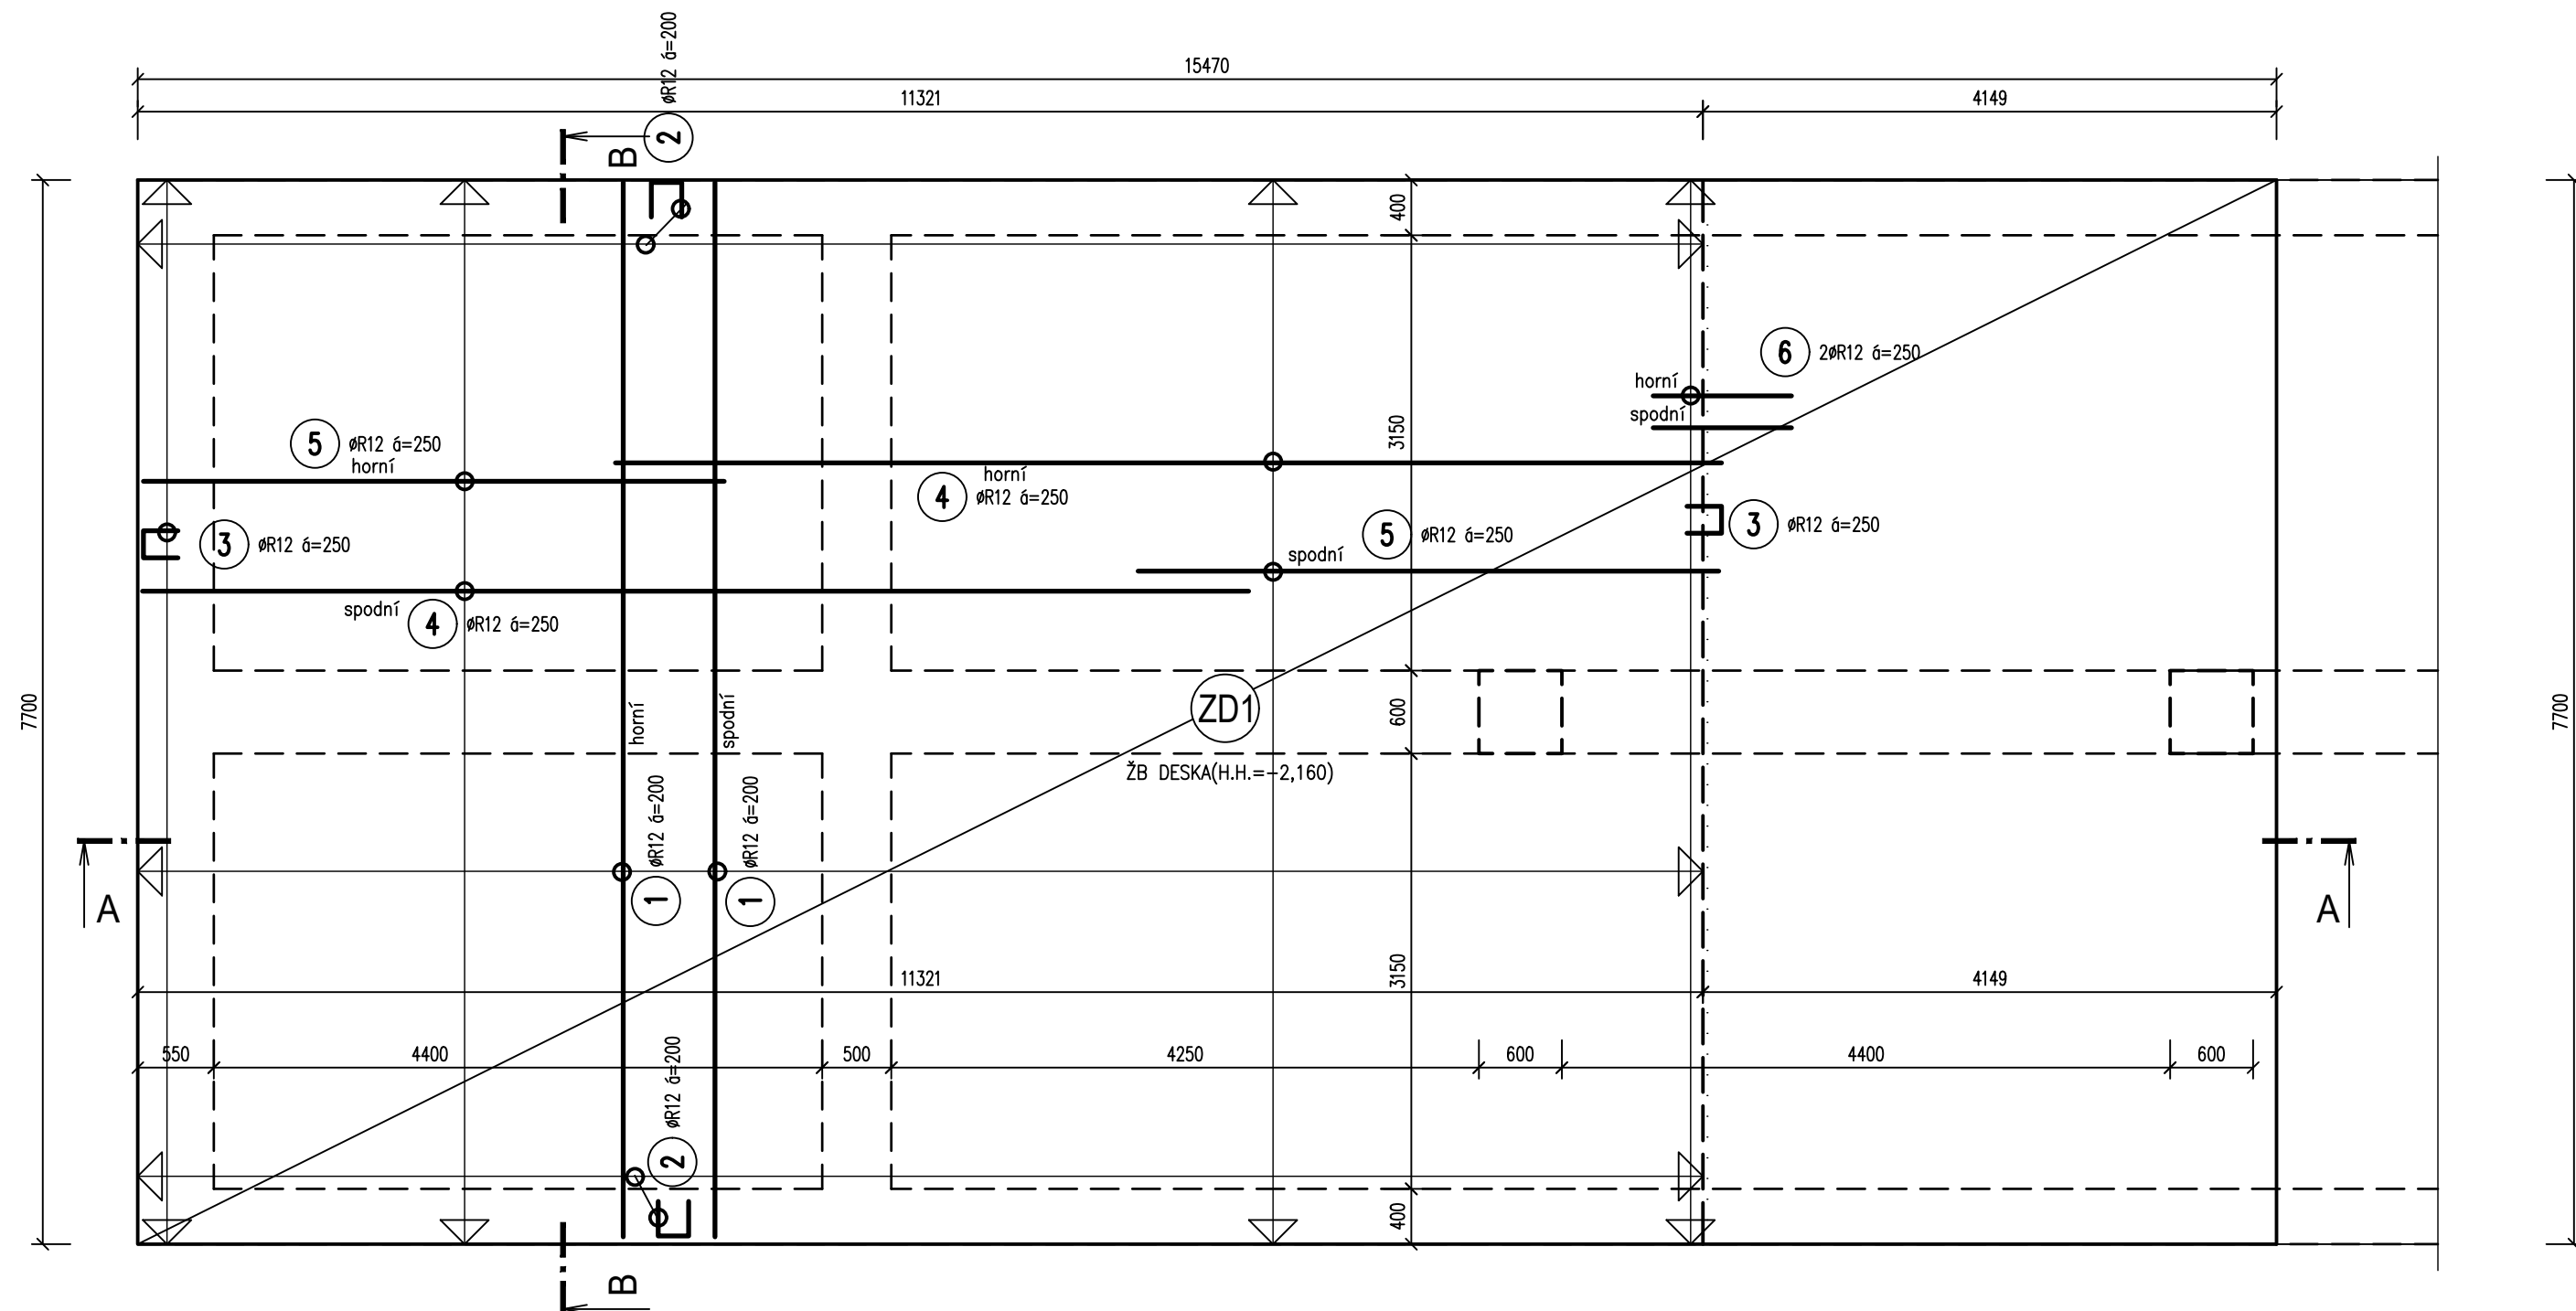 øR12 á=200
2
B
15470
11321
4149
400
6
2øR12 á=250
horní
spodní
5
øR12 á=250
horní
3150
horní
4
øR12 á=250
3
øR12 á=250
5
øR12 á=250
3
øR12 á=250
spodní
spodní
4
øR12 á=250
7700
7700
horní
spodní
ZD1
600
ŽB DESKA(H.H.=-2,160)
øR12 á=200
øR12 á=200
1
1
A
A
11321
3150
4149
550
4400
500
4250
600
4400
600
øR12 á=200
2
400
B